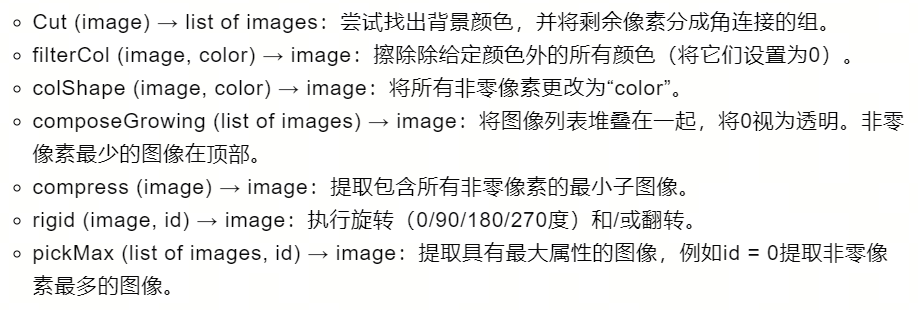 Cut (image) → list of images：尝试找出背景颜色，并将剩余像素分成角连接的组。
filterCol (image, color) → image：擦除除给定颜色外的所有颜色（将它们设置为0）。
colShape (image, color) → image：将所有非零像素更改为“color”。
composeGrowing (list of images) → image：将图像列表堆叠在一起，将0视为透明。非零
像素最少的图像在顶部。
compress (image) → image：提取包含所有非零像素的最小子图像。
rigid (image, id) → image：执行旋转（0/90/180/270度）和/或翻转。
pickMax (list of images, id) → image：提取具有最大属性的图像，例如id = 0提取非零像
素最多的图像。